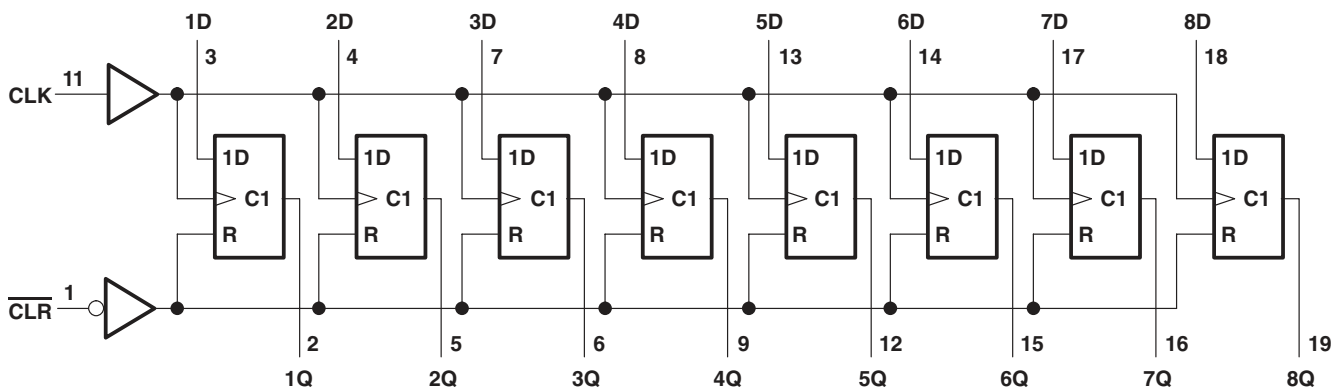 1D 2D 3D 4D 5D 6D 7D 8D
3 4 7 8 13 14 17 18
11
CLK
1D 1D 1D 1D 1D 1D 1D 1D
C1 C1 C1 C1 C1 C1 C1 C1
R R R R R R R R
1
C̅L̅R̅
2 5 6 9 12 15 16 19
1Q 2Q 3Q 4Q 5Q 6Q 7Q 8Q